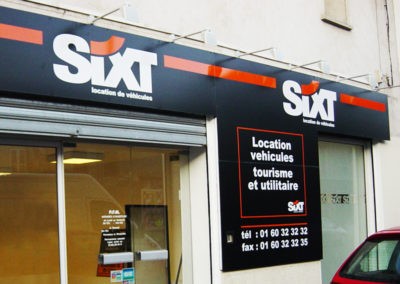 SiXT
location de véhicules
SiXT
location de véhicules
Location
vehicules
tourisme
et utilitaire
SiXT
tél : 01 60 32 32 32
fax : 01 60 32 32 35